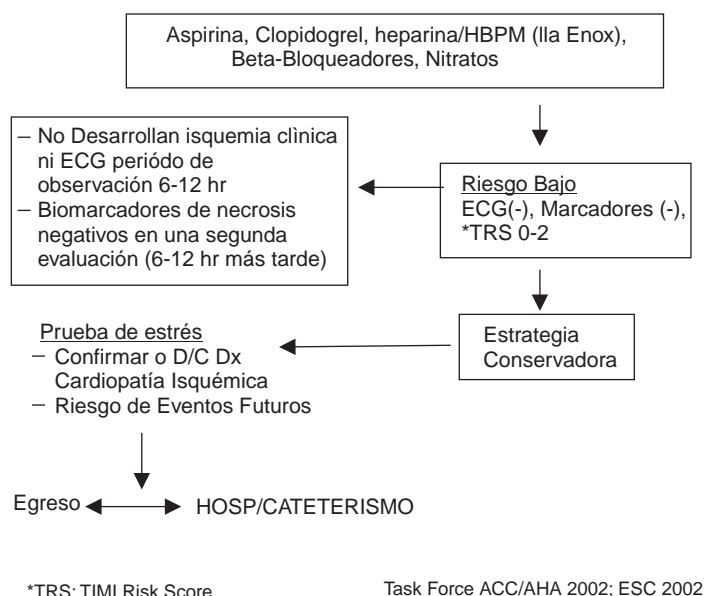 Aspirina, Clopidogrel, heparina/HBPM (IIa Enox),
Beta-Bloqueadores, Nitratos
– No Desarrollan isquemia clìnica
ni ECG periódo de
observación 6-12 hr
– Biomarcadores de necrosis
negativos en una segunda
evaluación (6-12 hr más tarde)
Riesgo Bajo
ECG(-), Marcadores (-),
*TRS 0-2
Prueba de estrés
– Confirmar o D/C Dx
Cardiopatía Isquémica
– Riesgo de Eventos Futuros
Estrategia
Conservadora
Egreso
HOSP/CATETERISMO
*TRS: TIMI Risk Score
Task Force ACC/AHA 2002; ESC 2002